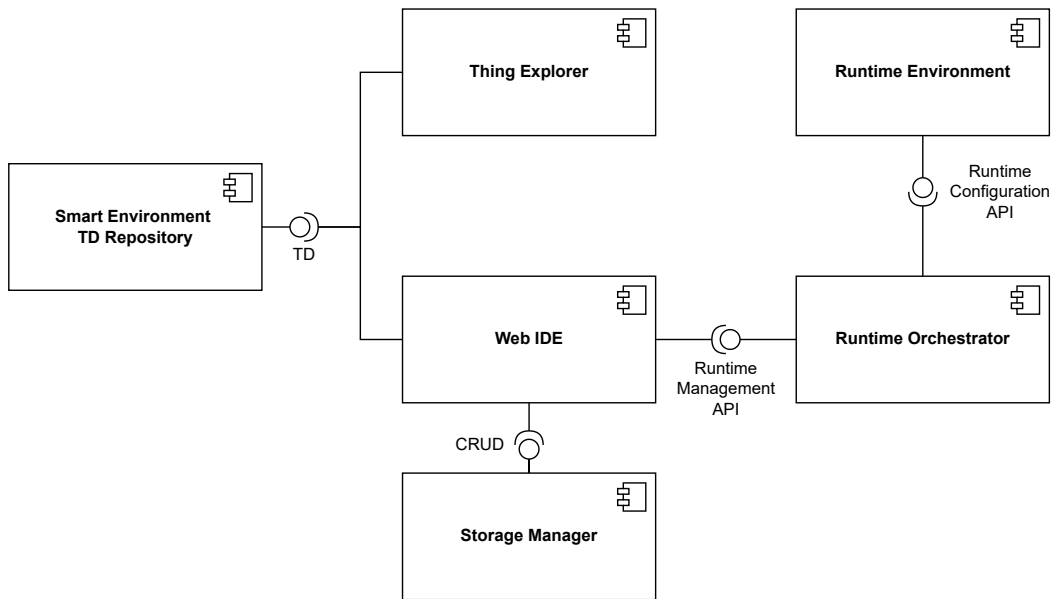 Thing Explorer
Runtime Environment
Smart Environment
TD Repository
TD
Runtime
Configuration
API
Web IDE
Runtime
Management
API
Runtime Orchestrator
CRUD
Storage Manager